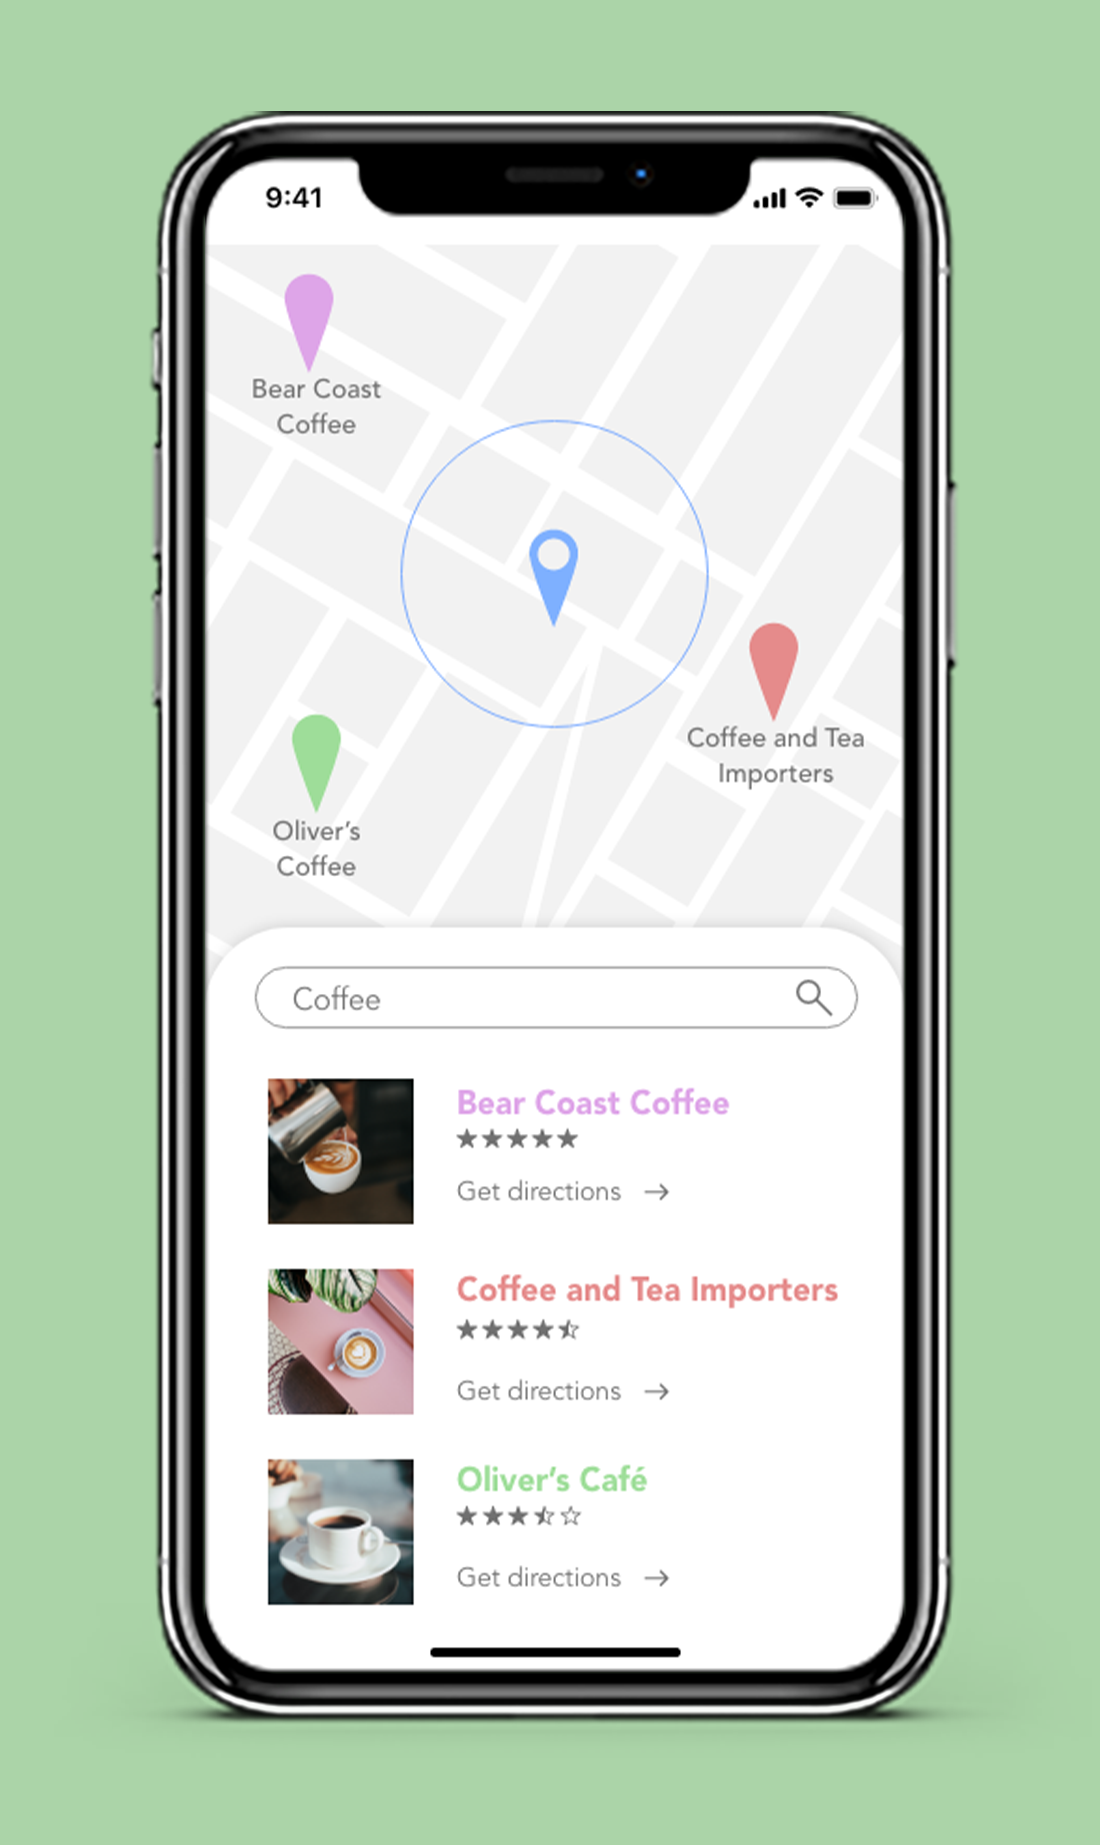 9:41
Bear Coast
Coffee
Coffee and Tea
Importers
Oliver’s
Coffee
Coffee
Bear Coast Coffee
Get directions →
Coffee and Tea Importers
Get directions →
Oliver’s Café
Get directions →